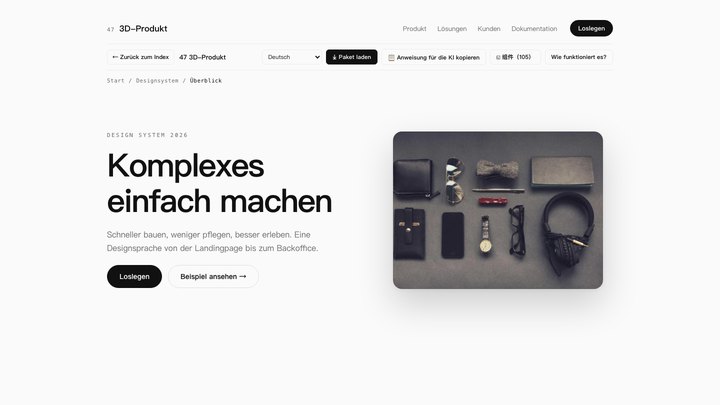 47 3D-Produkt
Produkt Lösungen Kunden Dokumentation Loslegen
← Zurück zum Index 47 3D-Produkt Deutsch Paket laden Anweisung für die KI kopieren 组件 (105) Wie funktioniert es?
Start / Designsystem / Überblick
DESIGN SYSTEM 2026
Komplexes
einfach machen
Schneller bauen, weniger pflegen, besser erleben. Eine
Designsprache von der Landingpage bis zum Backoffice.
Loslegen Beispiel ansehen →